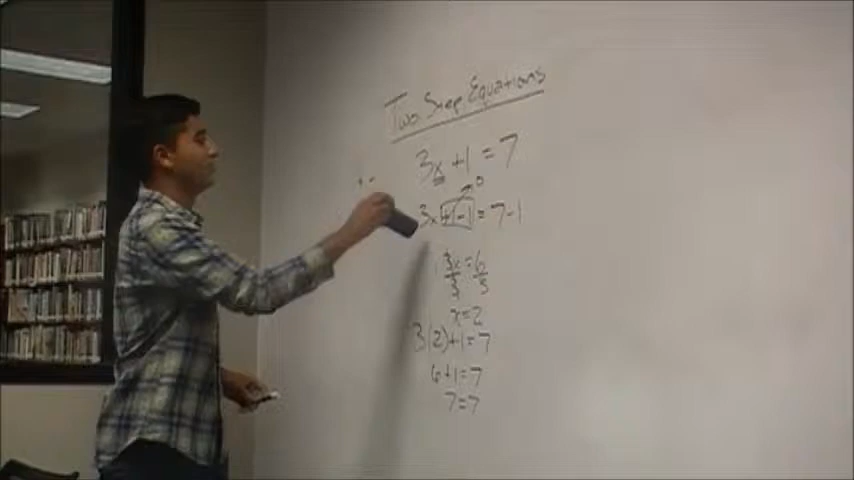 Two Step Equations
3x + 1 = 7
0
3x + 1 - 1 = 7 - 1
3x = 6
3 3
x = 2
3(2) + 1 = 7
6 + 1 = 7
7 = 7